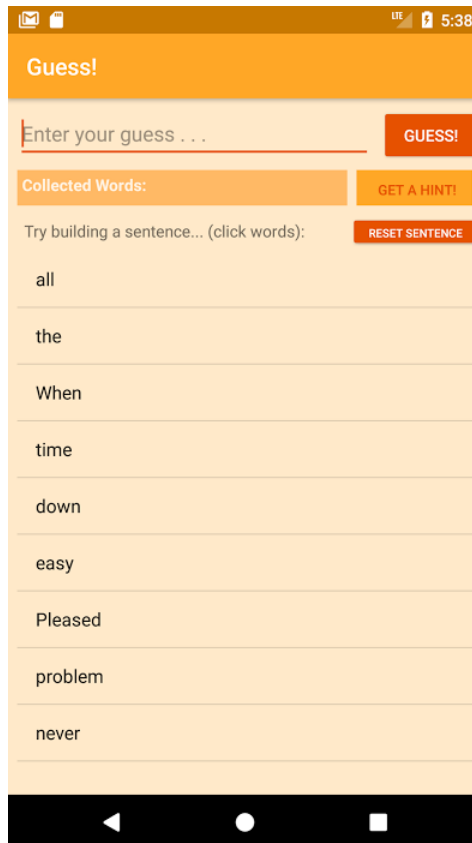 LTE 5:38
Guess!
Enter your guess . . .
GUESS!
Collected Words:
GET A HINT!
Try building a sentence... (click words):
RESET SENTENCE
all
the
When
time
down
easy
Pleased
problem
never